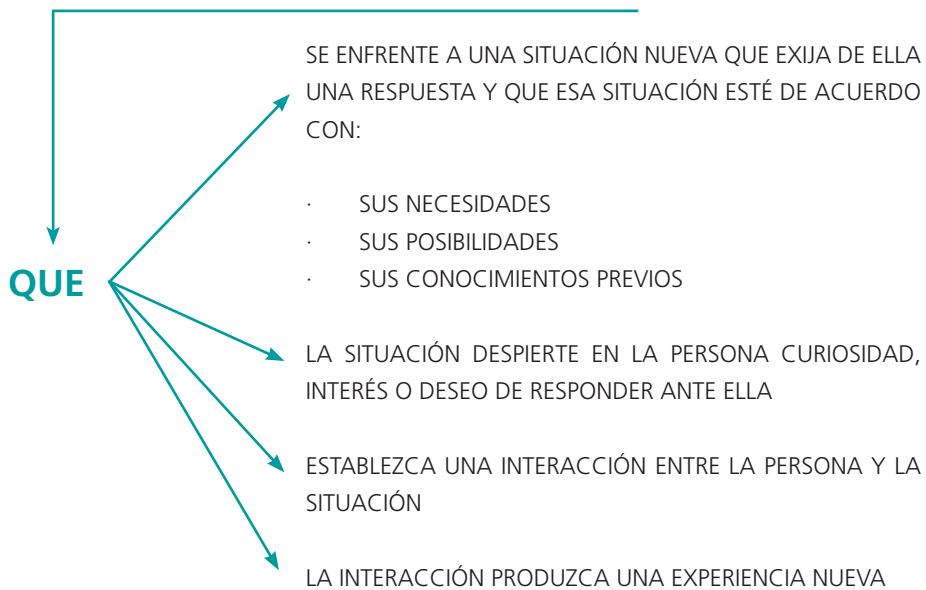 SE ENFRENTE A UNA SITUACIÓN NUEVA QUE EXIJA DE ELLA
UNA RESPUESTA Y QUE ESA SITUACIÓN ESTÉ DE ACUERDO
CON:
· SUS NECESIDADES
· SUS POSIBILIDADES
· SUS CONOCIMIENTOS PREVIOS
QUE
LA SITUACIÓN DESPIERTE EN LA PERSONA CURIOSIDAD,
INTERÉS O DESEO DE RESPONDER ANTE ELLA
ESTABLEZCA UNA INTERACCIÓN ENTRE LA PERSONA Y LA
SITUACIÓN
LA INTERACCIÓN PRODUZCA UNA EXPERIENCIA NUEVA